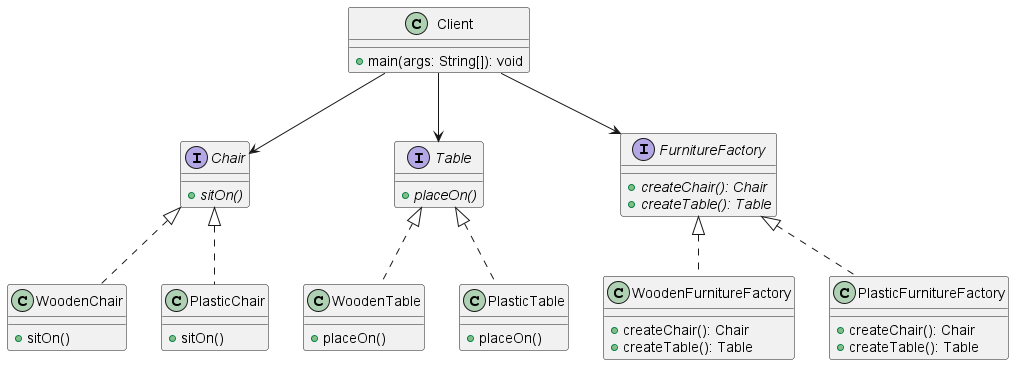 C Client
+ main(args: String[]): void
I Chair
+ sitOn()
I Table
+ placeOn()
I FurnitureFactory
+ createChair(): Chair
+ createTable(): Table
C WoodenChair
+ sitOn()
C PlasticChair
+ sitOn()
C WoodenTable
+ placeOn()
C PlasticTable
+ placeOn()
C WoodenFurnitureFactory
+ createChair(): Chair
+ createTable(): Table
C PlasticFurnitureFactory
+ createChair(): Chair
+ createTable(): Table